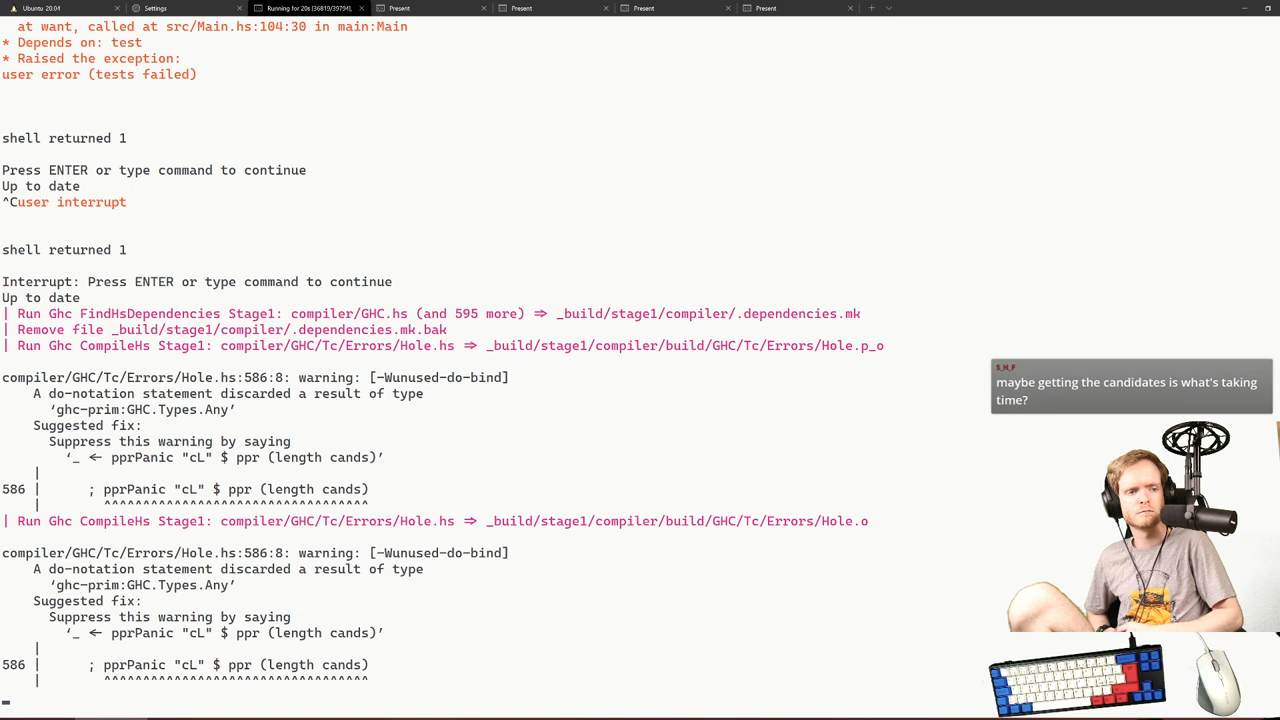 Ubuntu 20.04
Settings
Running for 20s [36819/39794],
Present
Present
Present
Present
at want, called at src/Main.hs:104:30 in main:Main
* Depends on: test
* Raised the exception:
user error (tests failed)
shell returned 1
Press ENTER or type command to continue
Up to date
^Cuser interrupt
shell returned 1
Interrupt: Press ENTER or type command to continue
Up to date
| Run Ghc FindHsDependencies Stage1: compiler/GHC.hs (and 595 more) => _build/stage1/compiler/.dependencies.mk
| Remove file _build/stage1/compiler/.dependencies.mk.bak
| Run Ghc CompileHs Stage1: compiler/GHC/Tc/Errors/Hole.hs => _build/stage1/compiler/build/GHC/Tc/Errors/Hole.p_o
compiler/GHC/Tc/Errors/Hole.hs:586:8: warning: [-Wunused-do-bind]
A do-notation statement discarded a result of type
‘ghc-prim:GHC.Types.Any’
Suggested fix:
Suppress this warning by saying
‘_ <- pprPanic "cL" $ ppr (length cands)’
|
586 | ; pprPanic "cL" $ ppr (length cands)
| ^^^^^^^^^^^^^^^^^^^^^^^^^^^^^^^^^^
| Run Ghc CompileHs Stage1: compiler/GHC/Tc/Errors/Hole.hs => _build/stage1/compiler/build/GHC/Tc/Errors/Hole.o
compiler/GHC/Tc/Errors/Hole.hs:586:8: warning: [-Wunused-do-bind]
A do-notation statement discarded a result of type
‘ghc-prim:GHC.Types.Any’
Suggested fix:
Suppress this warning by saying
‘_ <- pprPanic "cL" $ ppr (length cands)’
|
586 | ; pprPanic "cL" $ ppr (length cands)
| ^^^^^^^^^^^^^^^^^^^^^^^^^^^^^^^^^^
S_H_F
maybe getting the candidates is what's taking
time?